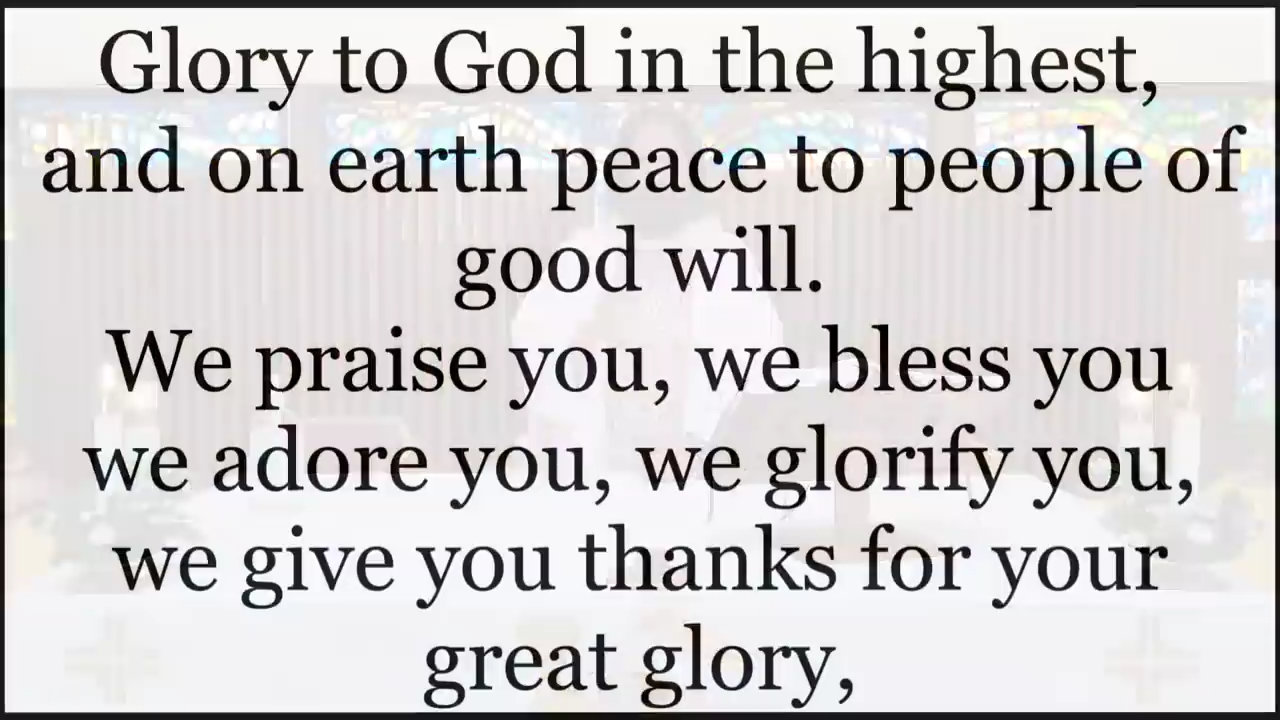 Glory to God in the highest,
and on earth peace to people of
good will.
We praise you, we bless you
we adore you, we glorify you,
we give you thanks for your
great glory,